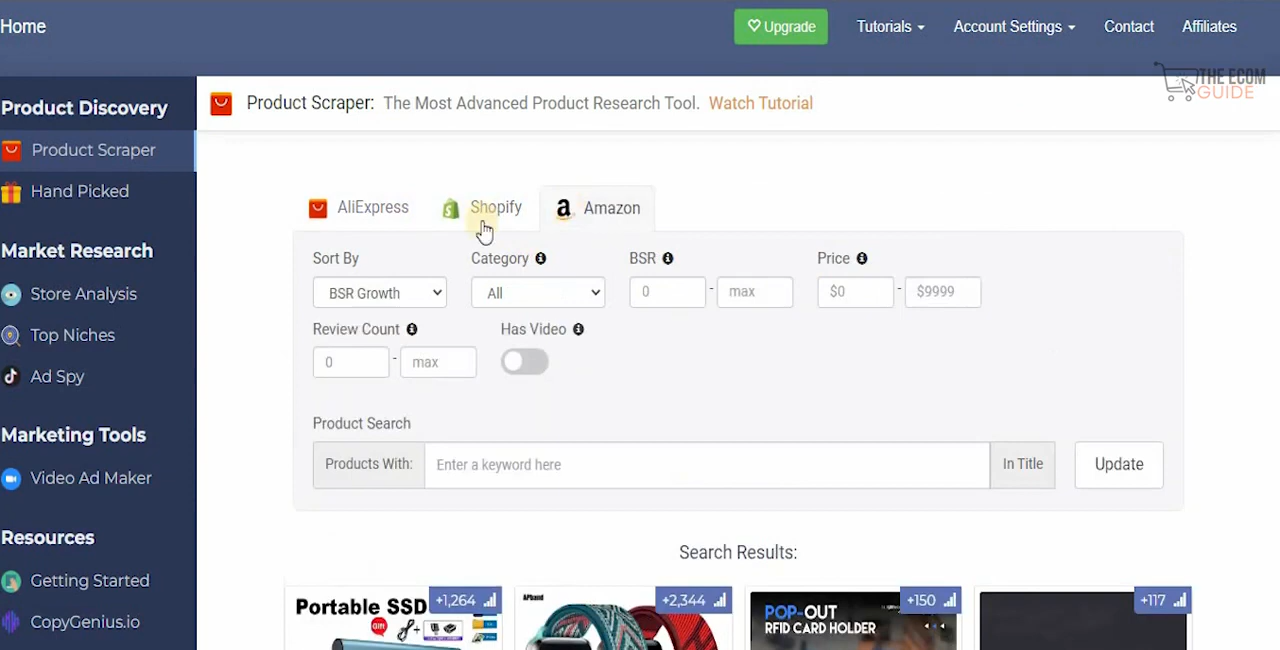 Home
Upgrade
Tutorials
Account Settings
Contact
Affiliates
THE ECOM
GUIDE
Product Discovery
Product Scraper
Hand Picked
Market Research
Store Analysis
Top Niches
Ad Spy
Marketing Tools
Video Ad Maker
Resources
Getting Started
CopyGenius.io
Product Scraper: The Most Advanced Product Research Tool. Watch Tutorial
AliExpress
Shopify
Amazon
Sort By
Category
BSR
Price
BSR Growth
All
0 - max
$0 - $9999
Review Count
Has Video
0 - max
Product Search
Products With: Enter a keyword here In Title
Update
Search Results:
+1,264
Portable SSD
+2,344
APband
+150
POP-OUT
RFID CARD HOLDER
+117